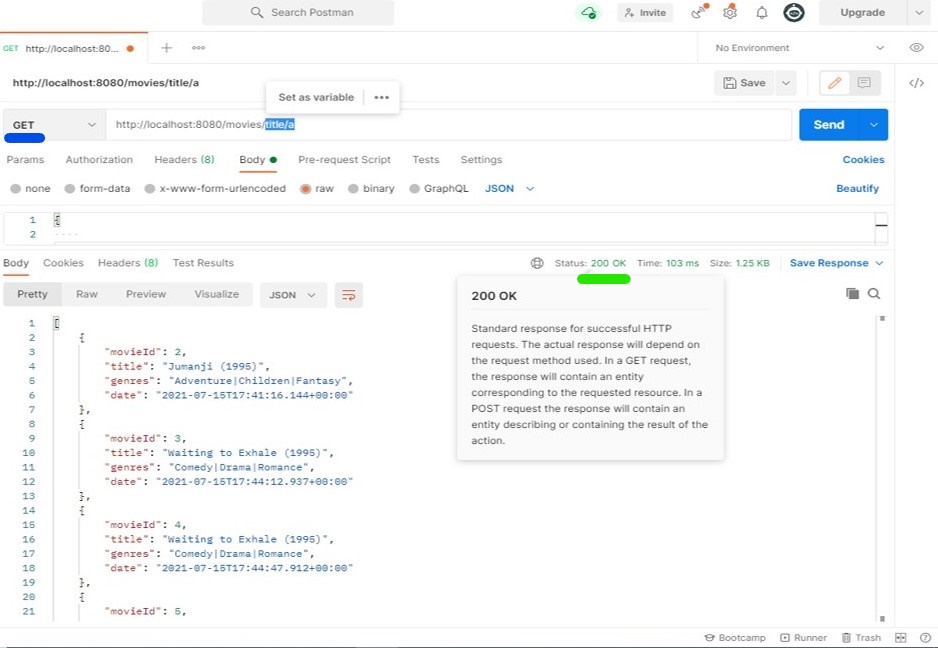 Search Postman
Invite
Upgrade
GET http://localhost:80...
No Environment
http://localhost:8080/movies/title/a
Save
Set as variable
GET
http://localhost:8080/movies/title/a
Send
Params Authorization Headers (8) Body Pre-request Script Tests Settings Cookies
none form-data x-www-form-urlencoded raw binary GraphQL JSON Beautify
1 {
2 ....
Body Cookies Headers (8) Test Results Status: 200 OK Time: 103 ms Size: 1.25 KB Save Response
Pretty Raw Preview Visualize JSON
200 OK
Standard response for successful HTTP
requests. The actual response will depend on
the request method used. In a GET request,
the response will contain an entity
corresponding to the requested resource. In a
POST request the response will contain an
entity describing or containing the result of the
action.
1 [
2 {
3 "movieId": 2,
4 "title": "Jumanji (1995)",
5 "genres": "Adventure|Children|Fantasy",
6 "date": "2021-07-15T17:41:16.144+00:00"
7 },
8 {
9 "movieId": 3,
10 "title": "Waiting to Exhale (1995)",
11 "genres": "Comedy|Drama|Romance",
12 "date": "2021-07-15T17:44:12.937+00:00"
13 },
14 {
15 "movieId": 4,
16 "title": "Waiting to Exhale (1995)",
17 "genres": "Comedy|Drama|Romance",
18 "date": "2021-07-15T17:44:47.912+00:00"
19 },
20 {
21 "movieId": 5,
Bootcamp Runner Trash